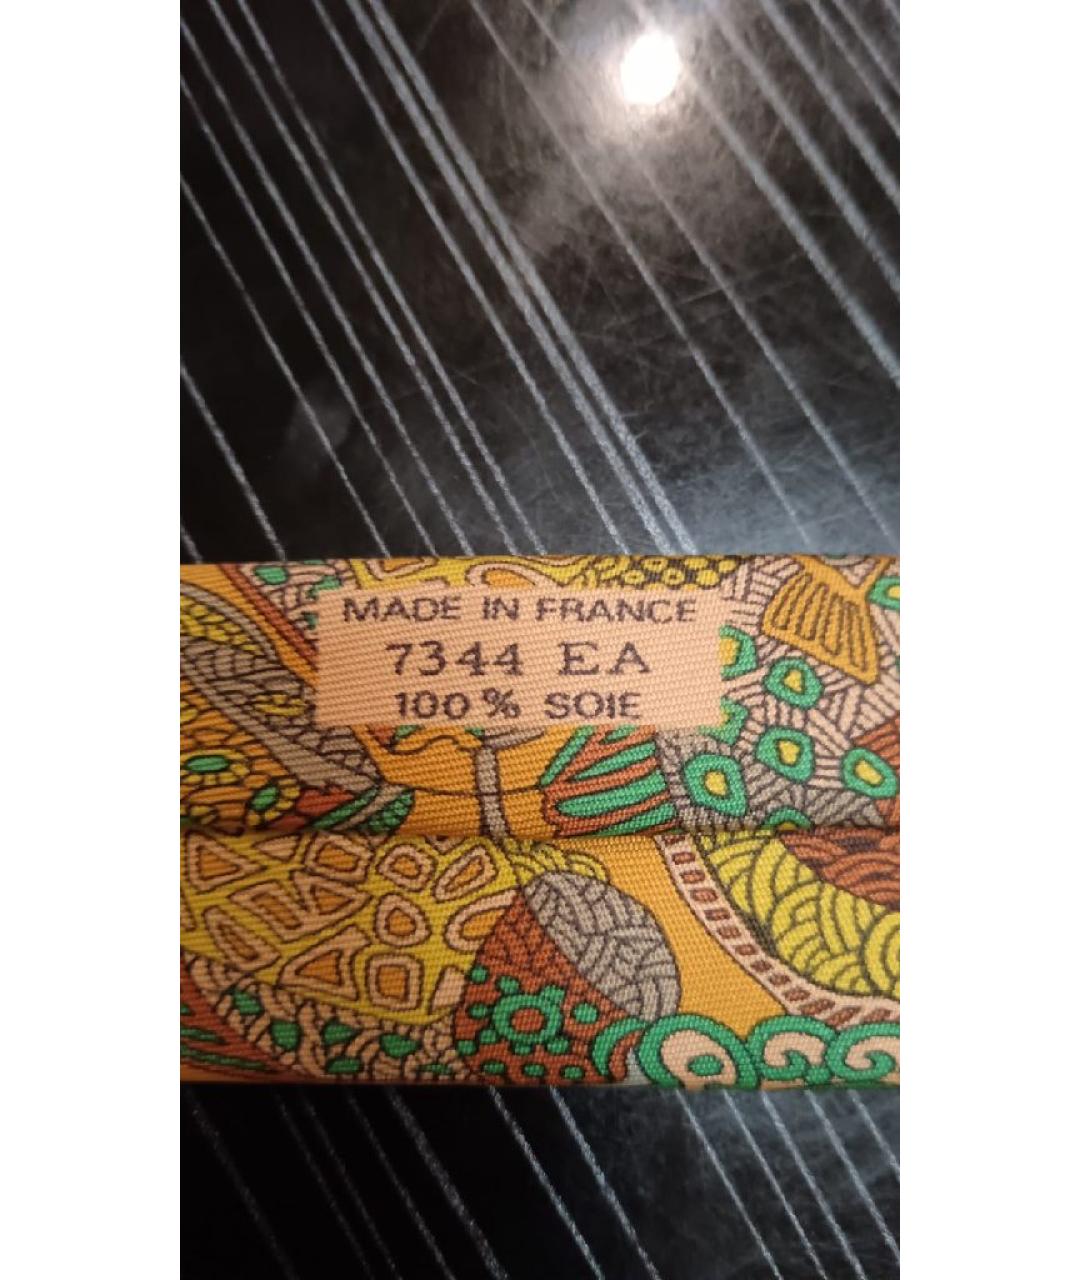 MADE IN FRANCE
7344 EA
100% SOIE